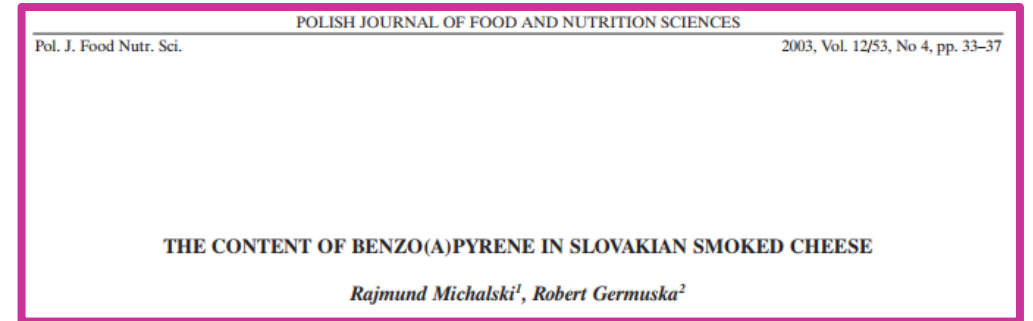 POLISH JOURNAL OF FOOD AND NUTRITION SCIENCES
Pol. J. Food Nutr. Sci. 2003, Vol. 12/53, No 4, pp. 33–37
THE CONTENT OF BENZO(A)PYRENE IN SLOVAKIAN SMOKED CHEESE
Rajmund Michalski¹, Robert Germuska²